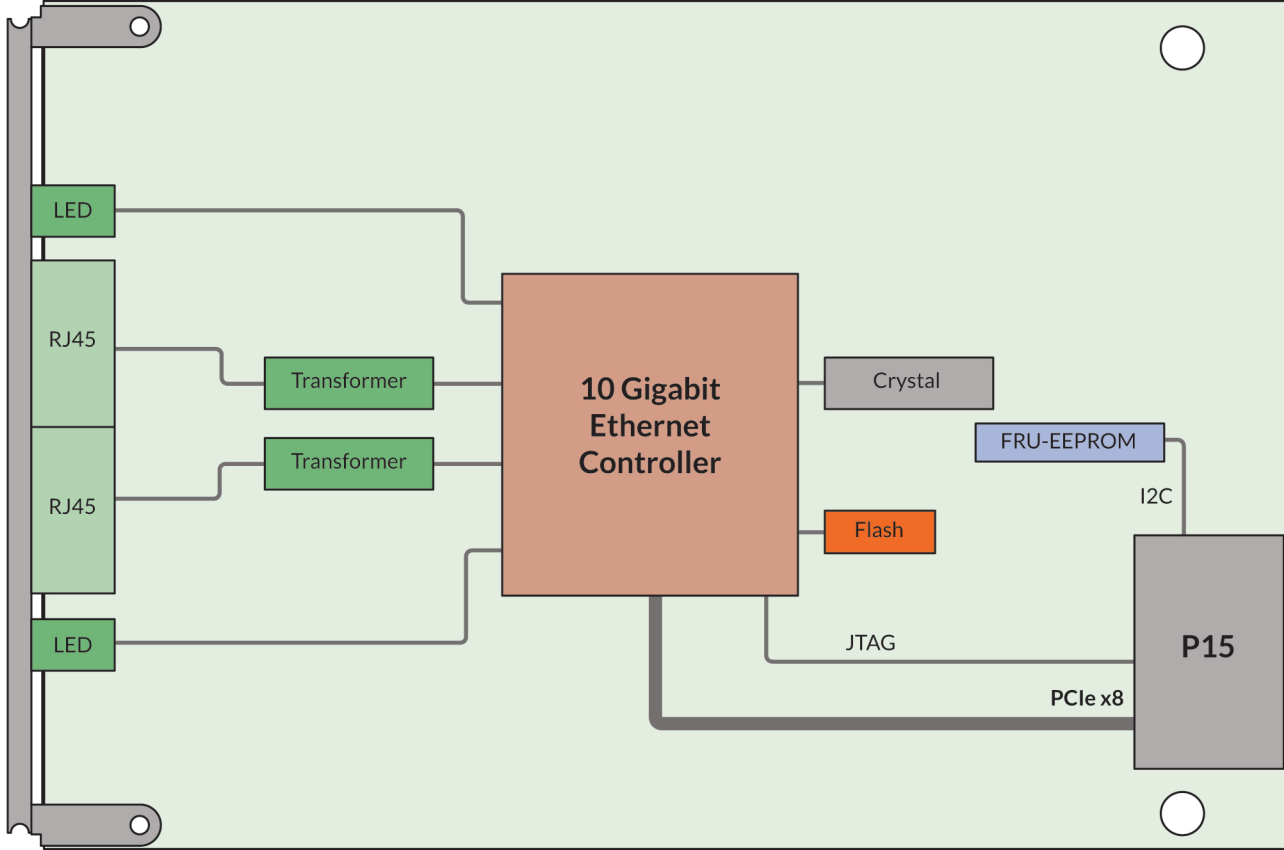 LED
RJ45
Transformer
10 Gigabit
Ethernet
Controller
Crystal
FRU-EEPROM
Transformer
I2C
RJ45
Flash
LED
JTAG
P15
PCIe x8